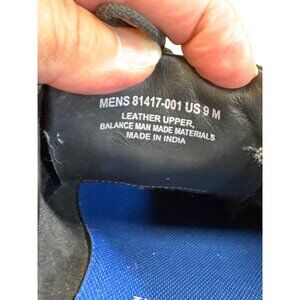 MENS 81417-001 US 9 M
LEATHER UPPER,
BALANCE MAN MADE MATERIALS
MADE IN INDIA